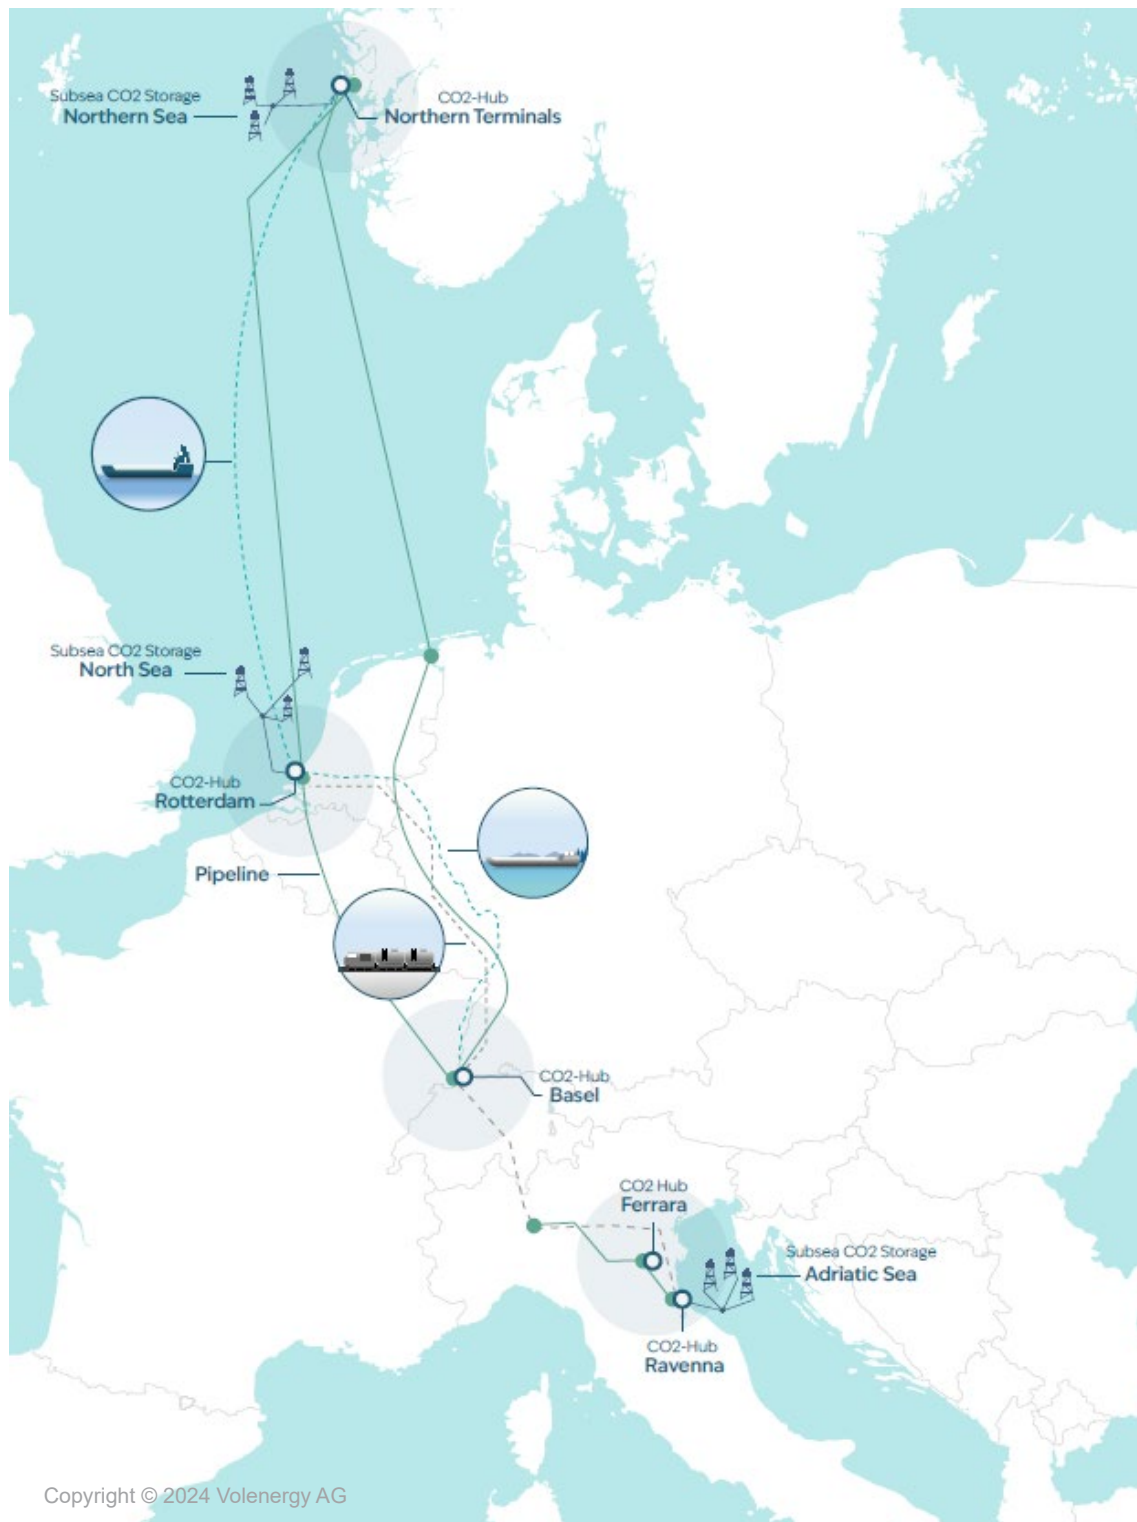 Subsea CO2 Storage
Northern Sea
CO2-Hub
Northern Terminals
Subsea CO2 Storage
North Sea
CO2-Hub
Rotterdam
Pipeline
CO2-Hub
Basel
CO2 Hub
Ferrara
Subsea CO2 Storage
Adriatic Sea
CO2-Hub
Ravenna
Copyright © 2024 Volenergy AG